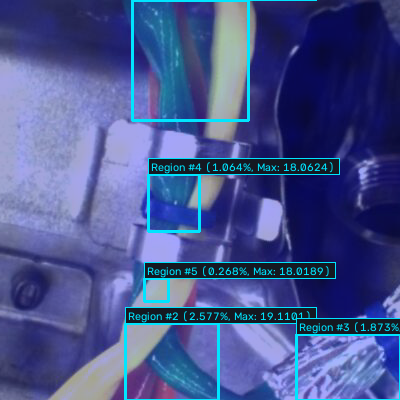 Region #4 (1.064%, Max: 18.0624)
Region #5 (0.268%, Max: 18.0189)
Region #2 (2.577%, Max: 19.1101)
Region #3 (1.873%